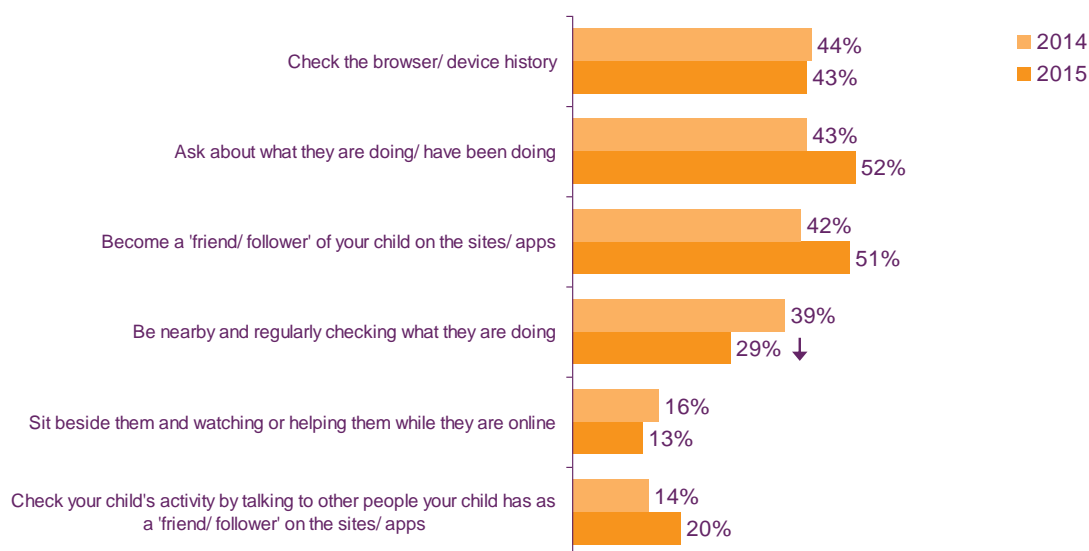 44%
2014
Check the browser/ device history
43%
2015
43%
Ask about what they are doing/ have been doing
52%
42%
Become a 'friend/ follower' of your child on the sites/ apps
51%
39%
Be nearby and regularly checking what they are doing
29%
16%
Sit beside them and watching or helping them while they are online
13%
Check your child's activity by talking to other people your child has as
a 'friend/ follower' on the sites/ apps
14%
20%